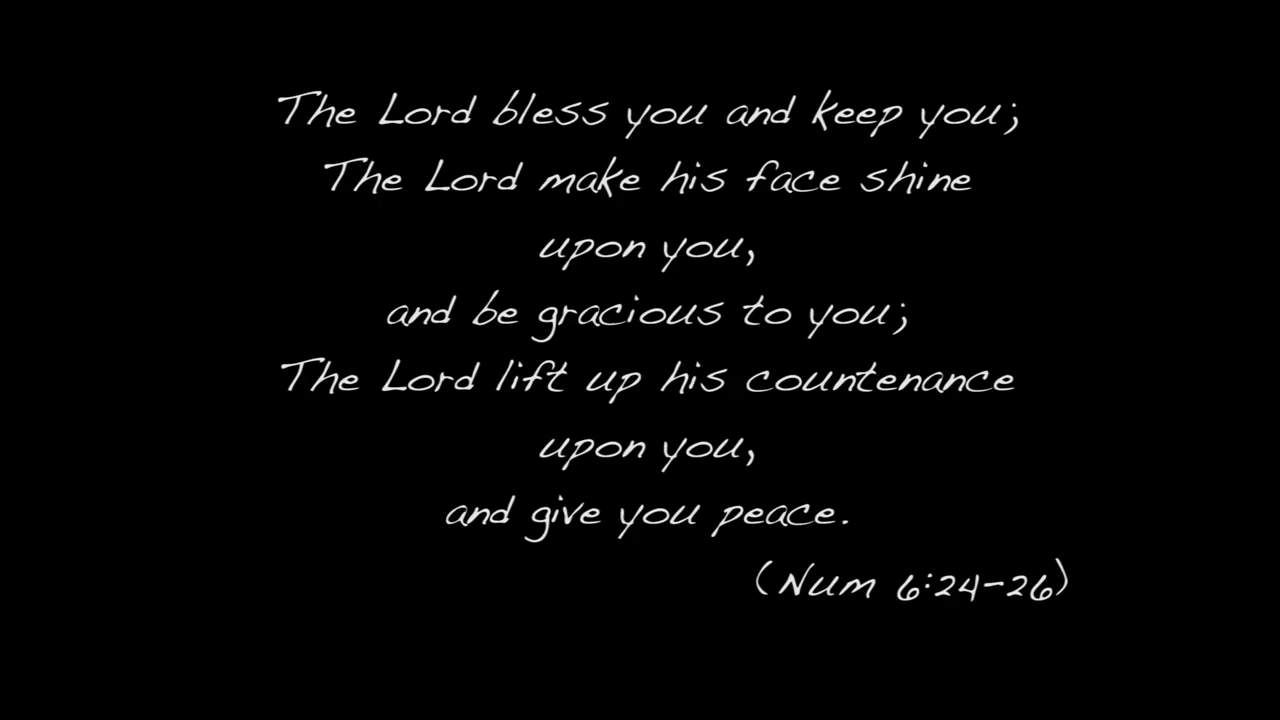 The Lord bless you and keep you;
The Lord make his face shine
upon you,
and be gracious to you;
The Lord lift up his countenance
upon you,
and give you peace.
(Num 6:24-26)